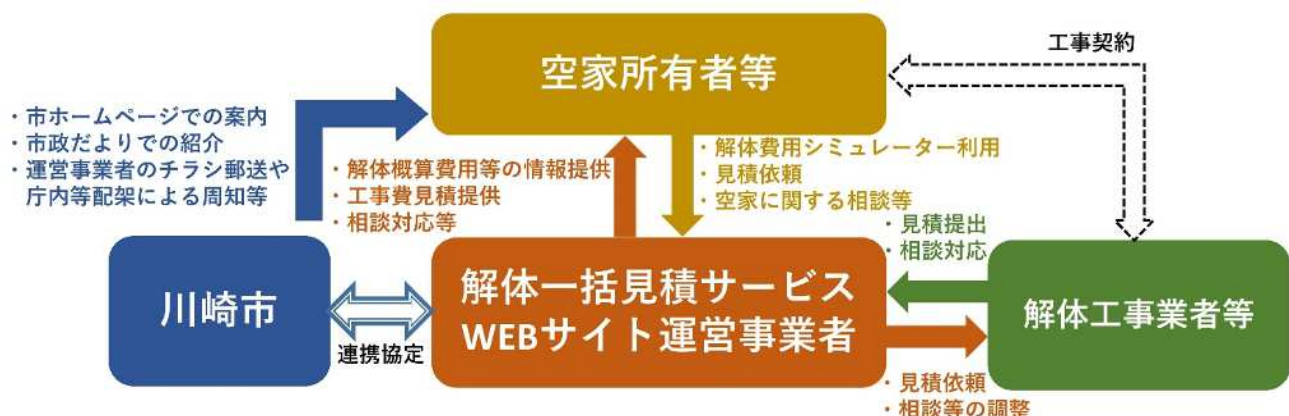 空家所有者等
工事契約
・市ホームページでの案内
・市政だよりでの紹介
・運営事業者のチラシ郵送や
庁内等配架による周知等
・解体概算費用等の情報提供
・工事費見積提供
・相談対応等
・解体費用シミュレーター利用
・見積依頼
・空家に関する相談等
・見積提出
・相談対応
川崎市
連携協定
解体一括見積サービス
WEBサイト運営事業者
解体工事業者等
・見積依頼
・相談等の調整